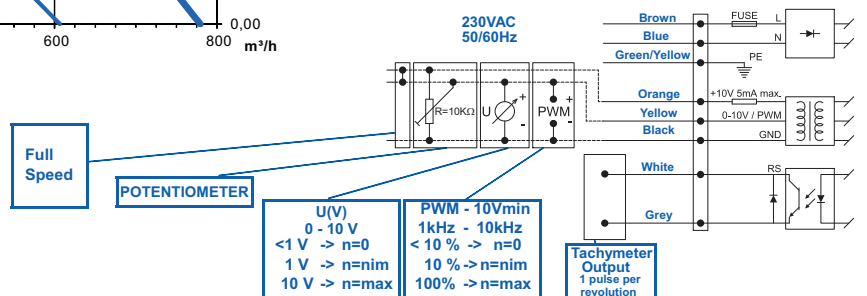 0,00
600
800
m³/h
230VAC
50/60Hz
Brown
FUSE
L
Blue
N
Green/Yellow
PE
Orange
+10V 5mA max.
Yellow
0-10V / PWM
Black
GND
R=10KΩ
U
+
-
PWM
+
-
White
RS
Grey
Full
Speed
POTENTIOMETER
U(V)
0 - 10 V
<1 V -> n=0
1 V -> n=nim
10 V -> n=max
PWM - 10Vmin
1kHz - 10kHz
< 10 % -> n=0
10 % -> n=nim
100% -> n=max
Tachymeter
Output
1 pulse per
revolution